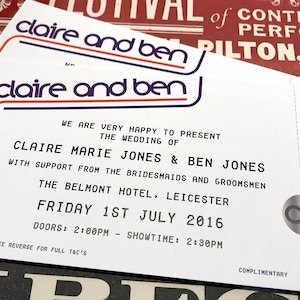 FESTIVAL of CONT
PERF
PILTON
claire and ben
claire and ben
WE ARE VERY HAPPY TO PRESENT
THE WEDDING OF
CLAIRE MARIE JONES & BEN JONES
WITH SUPPORT FROM THE BRIDESMAIDS AND GROOMSMEN
THE BELMONT HOTEL, LEICESTER
FRIDAY 1ST JULY 2016
DOORS: 2:00PM - SHOWTIME: 2:30PM
EE REVERSE FOR FULL T&C'S
COMPLIMENTARY